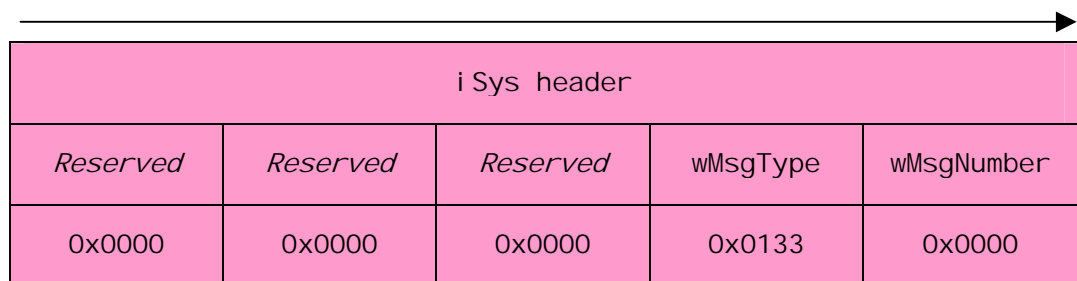 iSys header
Reserved Reserved Reserved wMsgType wMsgNumber
0x0000 0x0000 0x0000 0x0133 0x0000